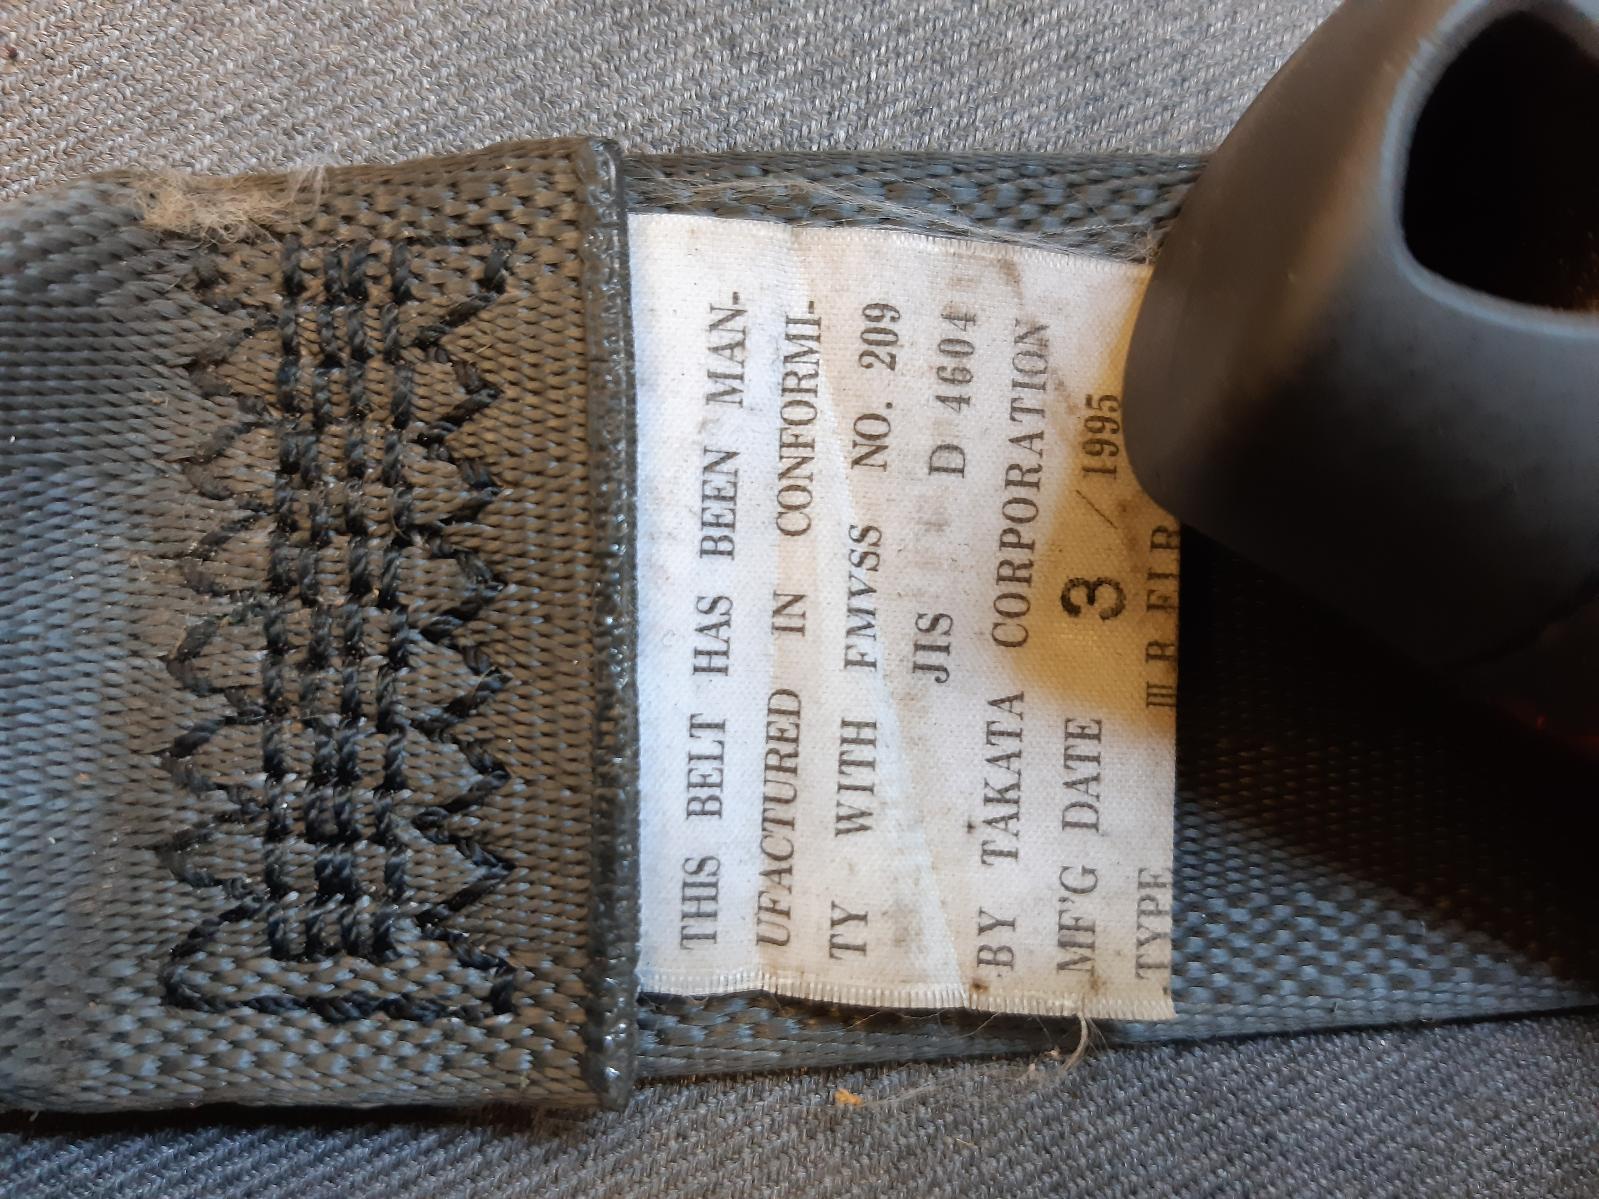 THIS BELT HAS BEEN MAN-
UFACTURED IN CONFORMI-
TY WITH FMVSS NO. 209
JIS D 4604
BY TAKATA CORPORATION
MF'G DATE 3 / 1995
TYPE